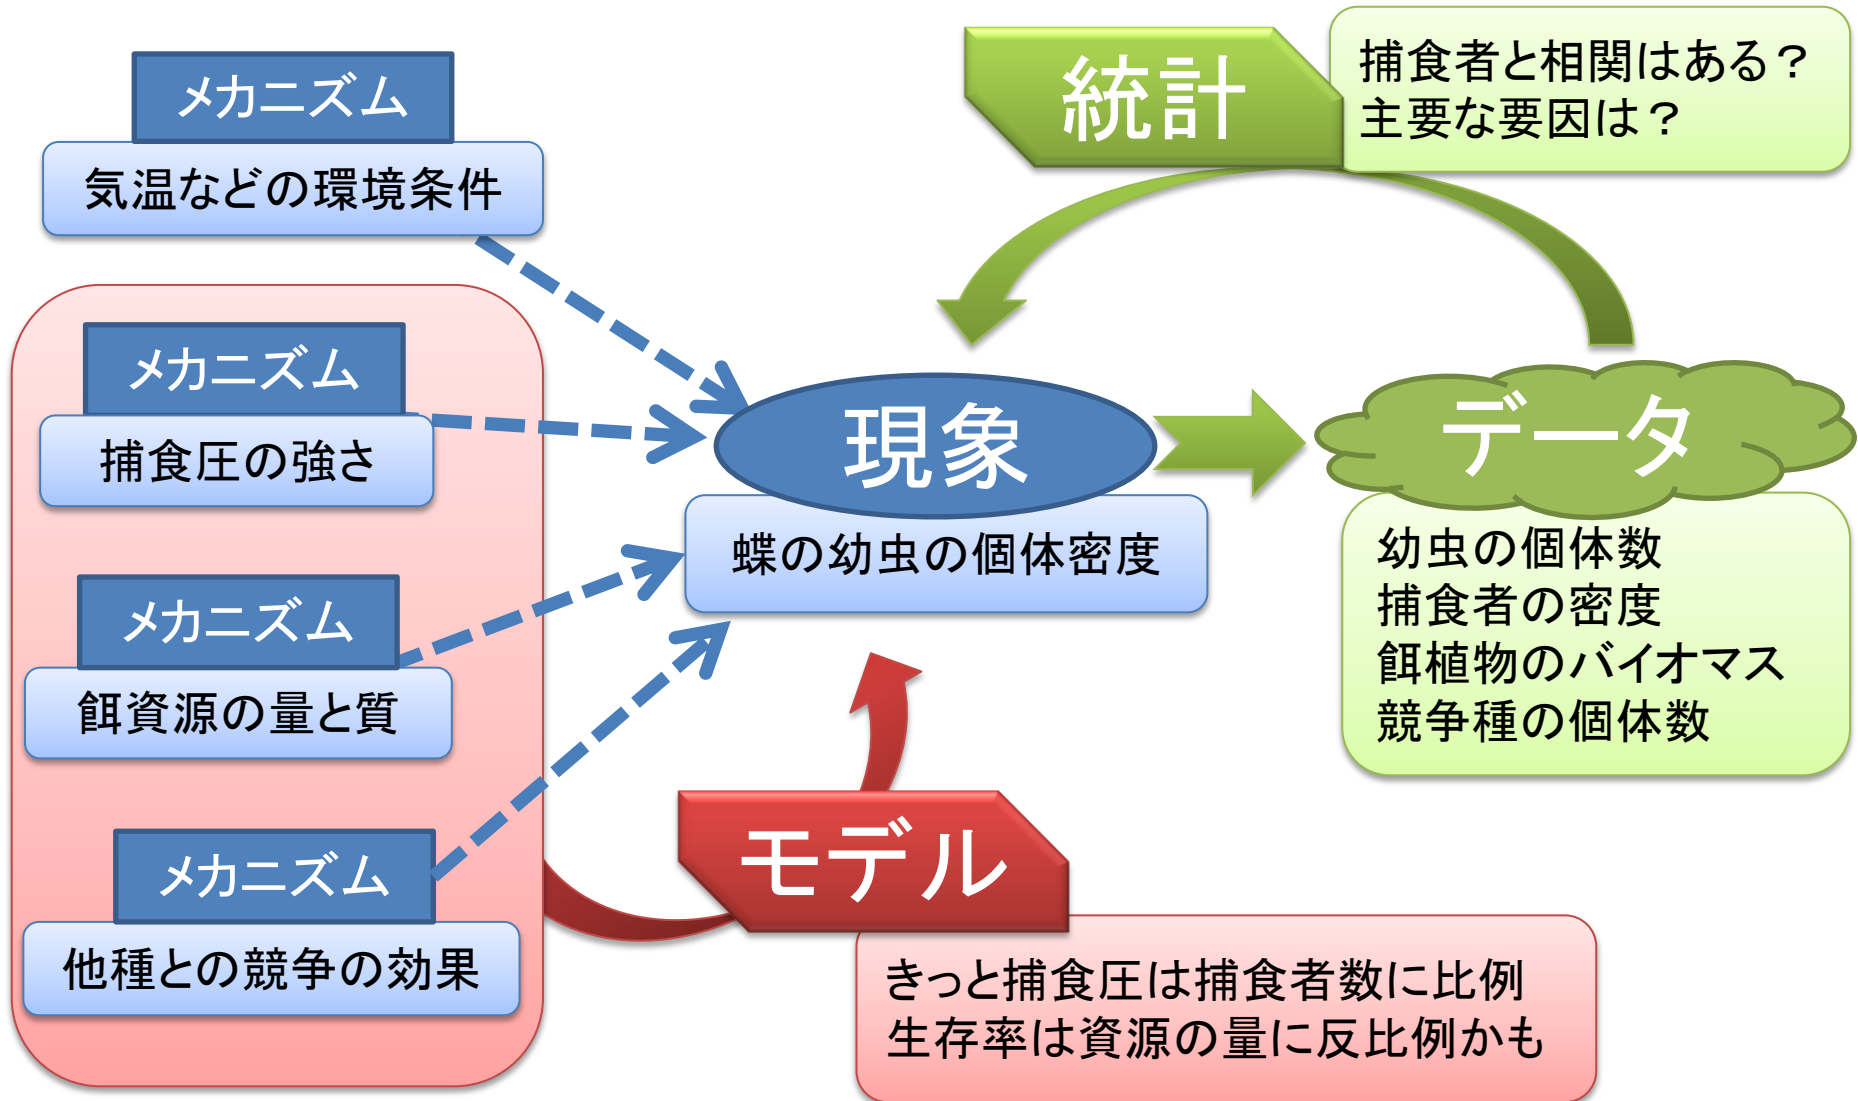 メカニズム
気温などの環境条件
メカニズム
捕食圧の強さ
メカニズム
餌資源の量と質
メカニズム
他種との競争の効果
現象
蝶の幼虫の個体密度
統計
捕食者と相関はある？
主要な要因は？
データ
幼虫の個体数
捕食者の密度
餌植物のバイオマス
競争種の個体数
モデル
きっと捕食圧は捕食者数に比例
生存率は資源の量に反比例かも